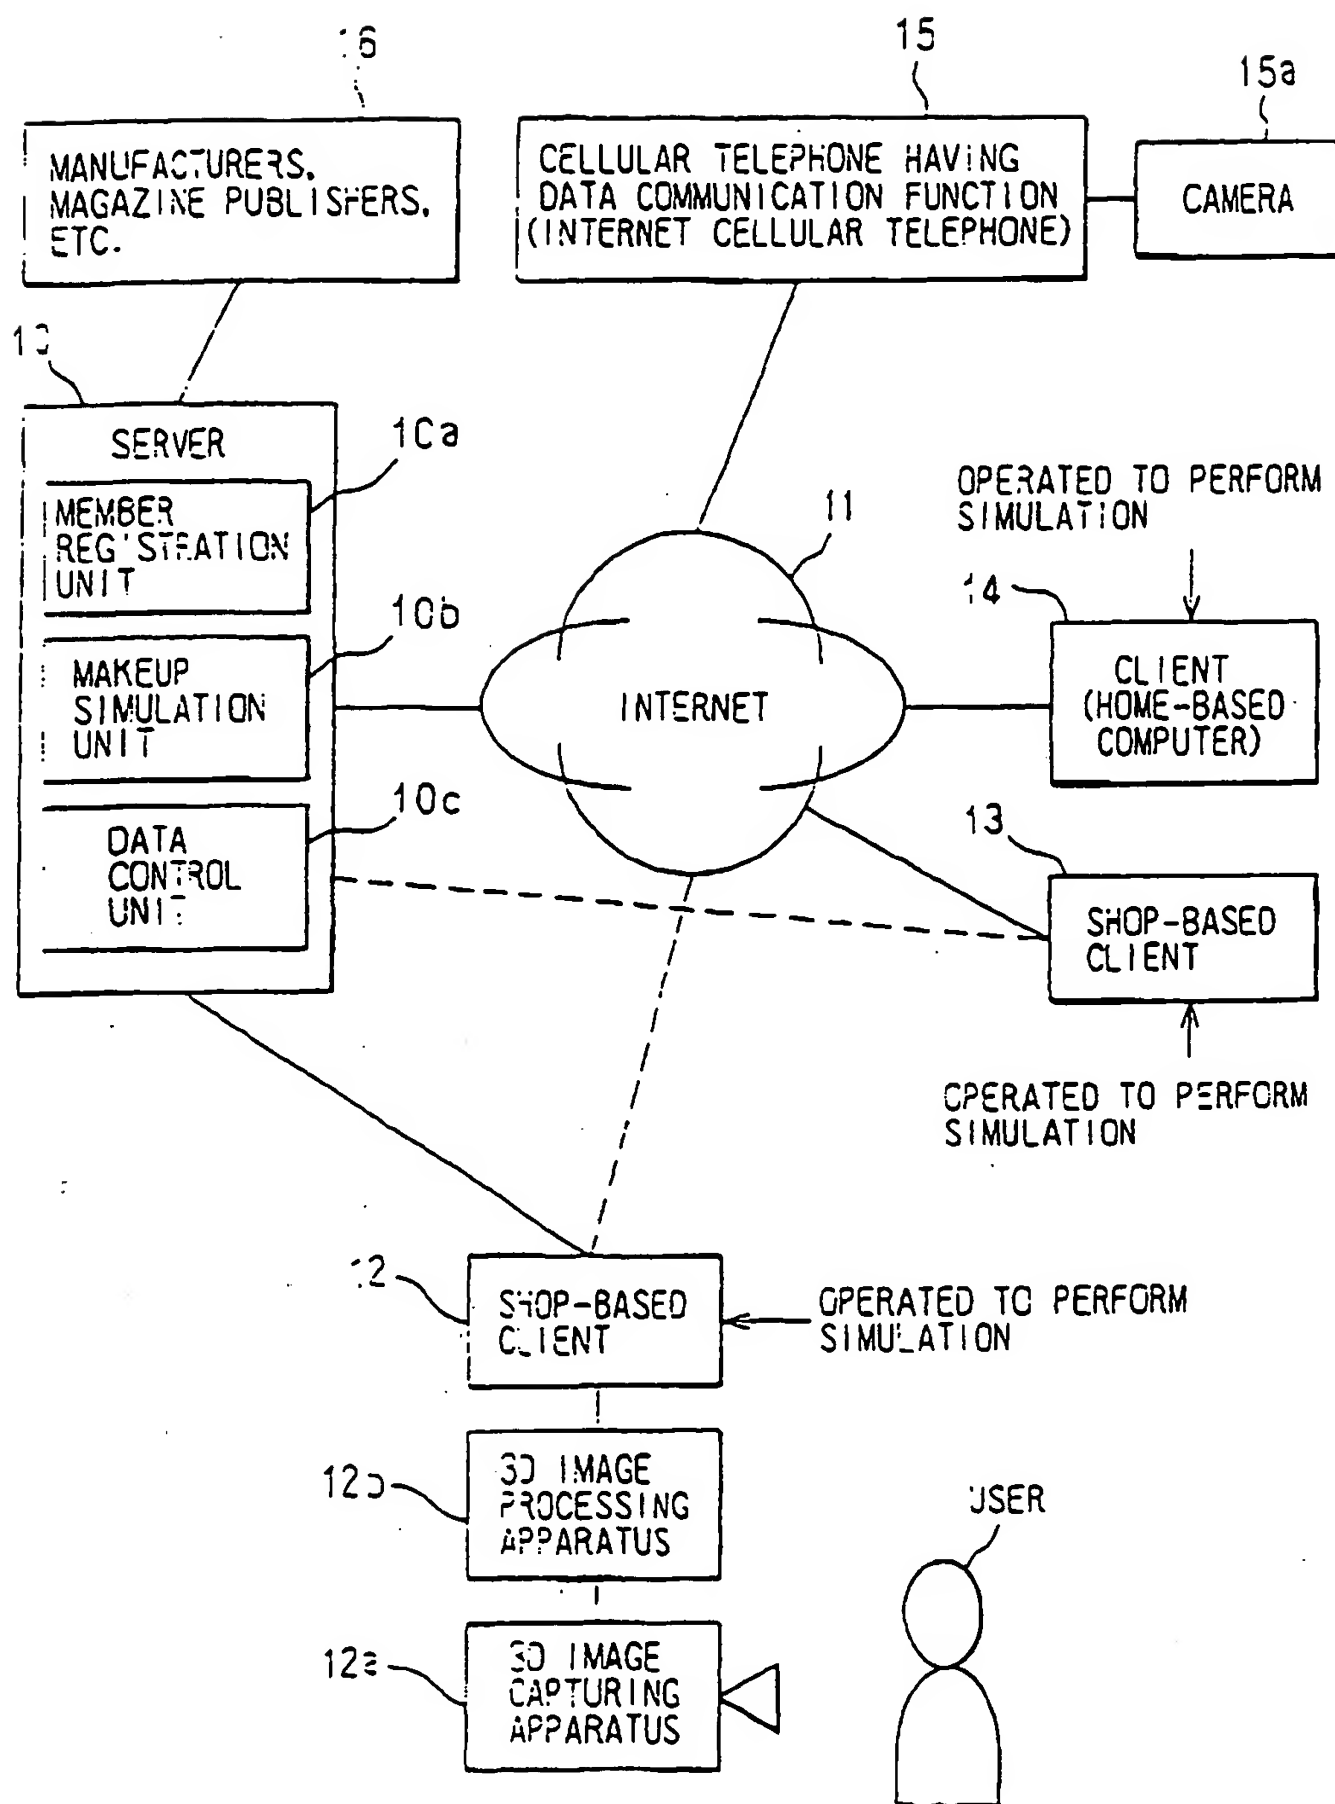 16
15
15a
MANUFACTURERS,
MAGAZINE PUBLISHERS,
ETC.
CELLULAR TELEPHONE HAVING
DATA COMMUNICATION FUNCTION
(INTERNET CELLULAR TELEPHONE)
CAMERA
10
SERVER
10a
MEMBER
REGISTRATION
UNIT
10b
MAKEUP
SIMULATION
UNIT
10c
DATA
CONTROL
UNIT
11
INTERNET
OPERATED TO PERFORM
SIMULATION
14
CLIENT
(HOME-BASED
COMPUTER)
13
SHOP-BASED
CLIENT
OPERATED TO PERFORM
SIMULATION
12
SHOP-BASED
CLIENT
OPERATED TO PERFORM
SIMULATION
12b
3D IMAGE
PROCESSING
APPARATUS
USER
12a
3D IMAGE
CAPTURING
APPARATUS